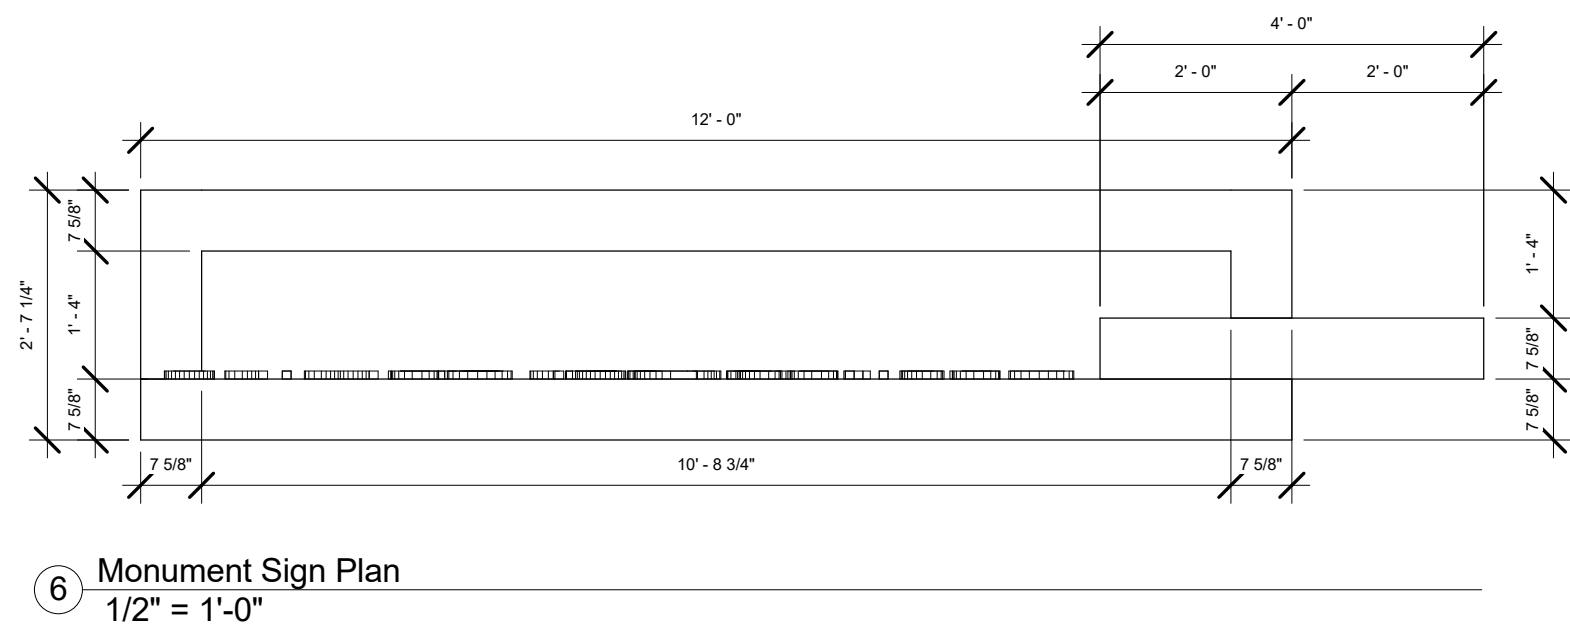 4' - 0"
2' - 0"
2' - 0"
12' - 0"
7 5/8"
1' - 4"
7 5/8"
2' - 7 1/4"
1' - 4"
7 5/8"
7 5/8"
7 5/8"
10' - 8 3/4"
7 5/8"
6
Monument Sign Plan
1/2" = 1'-0"